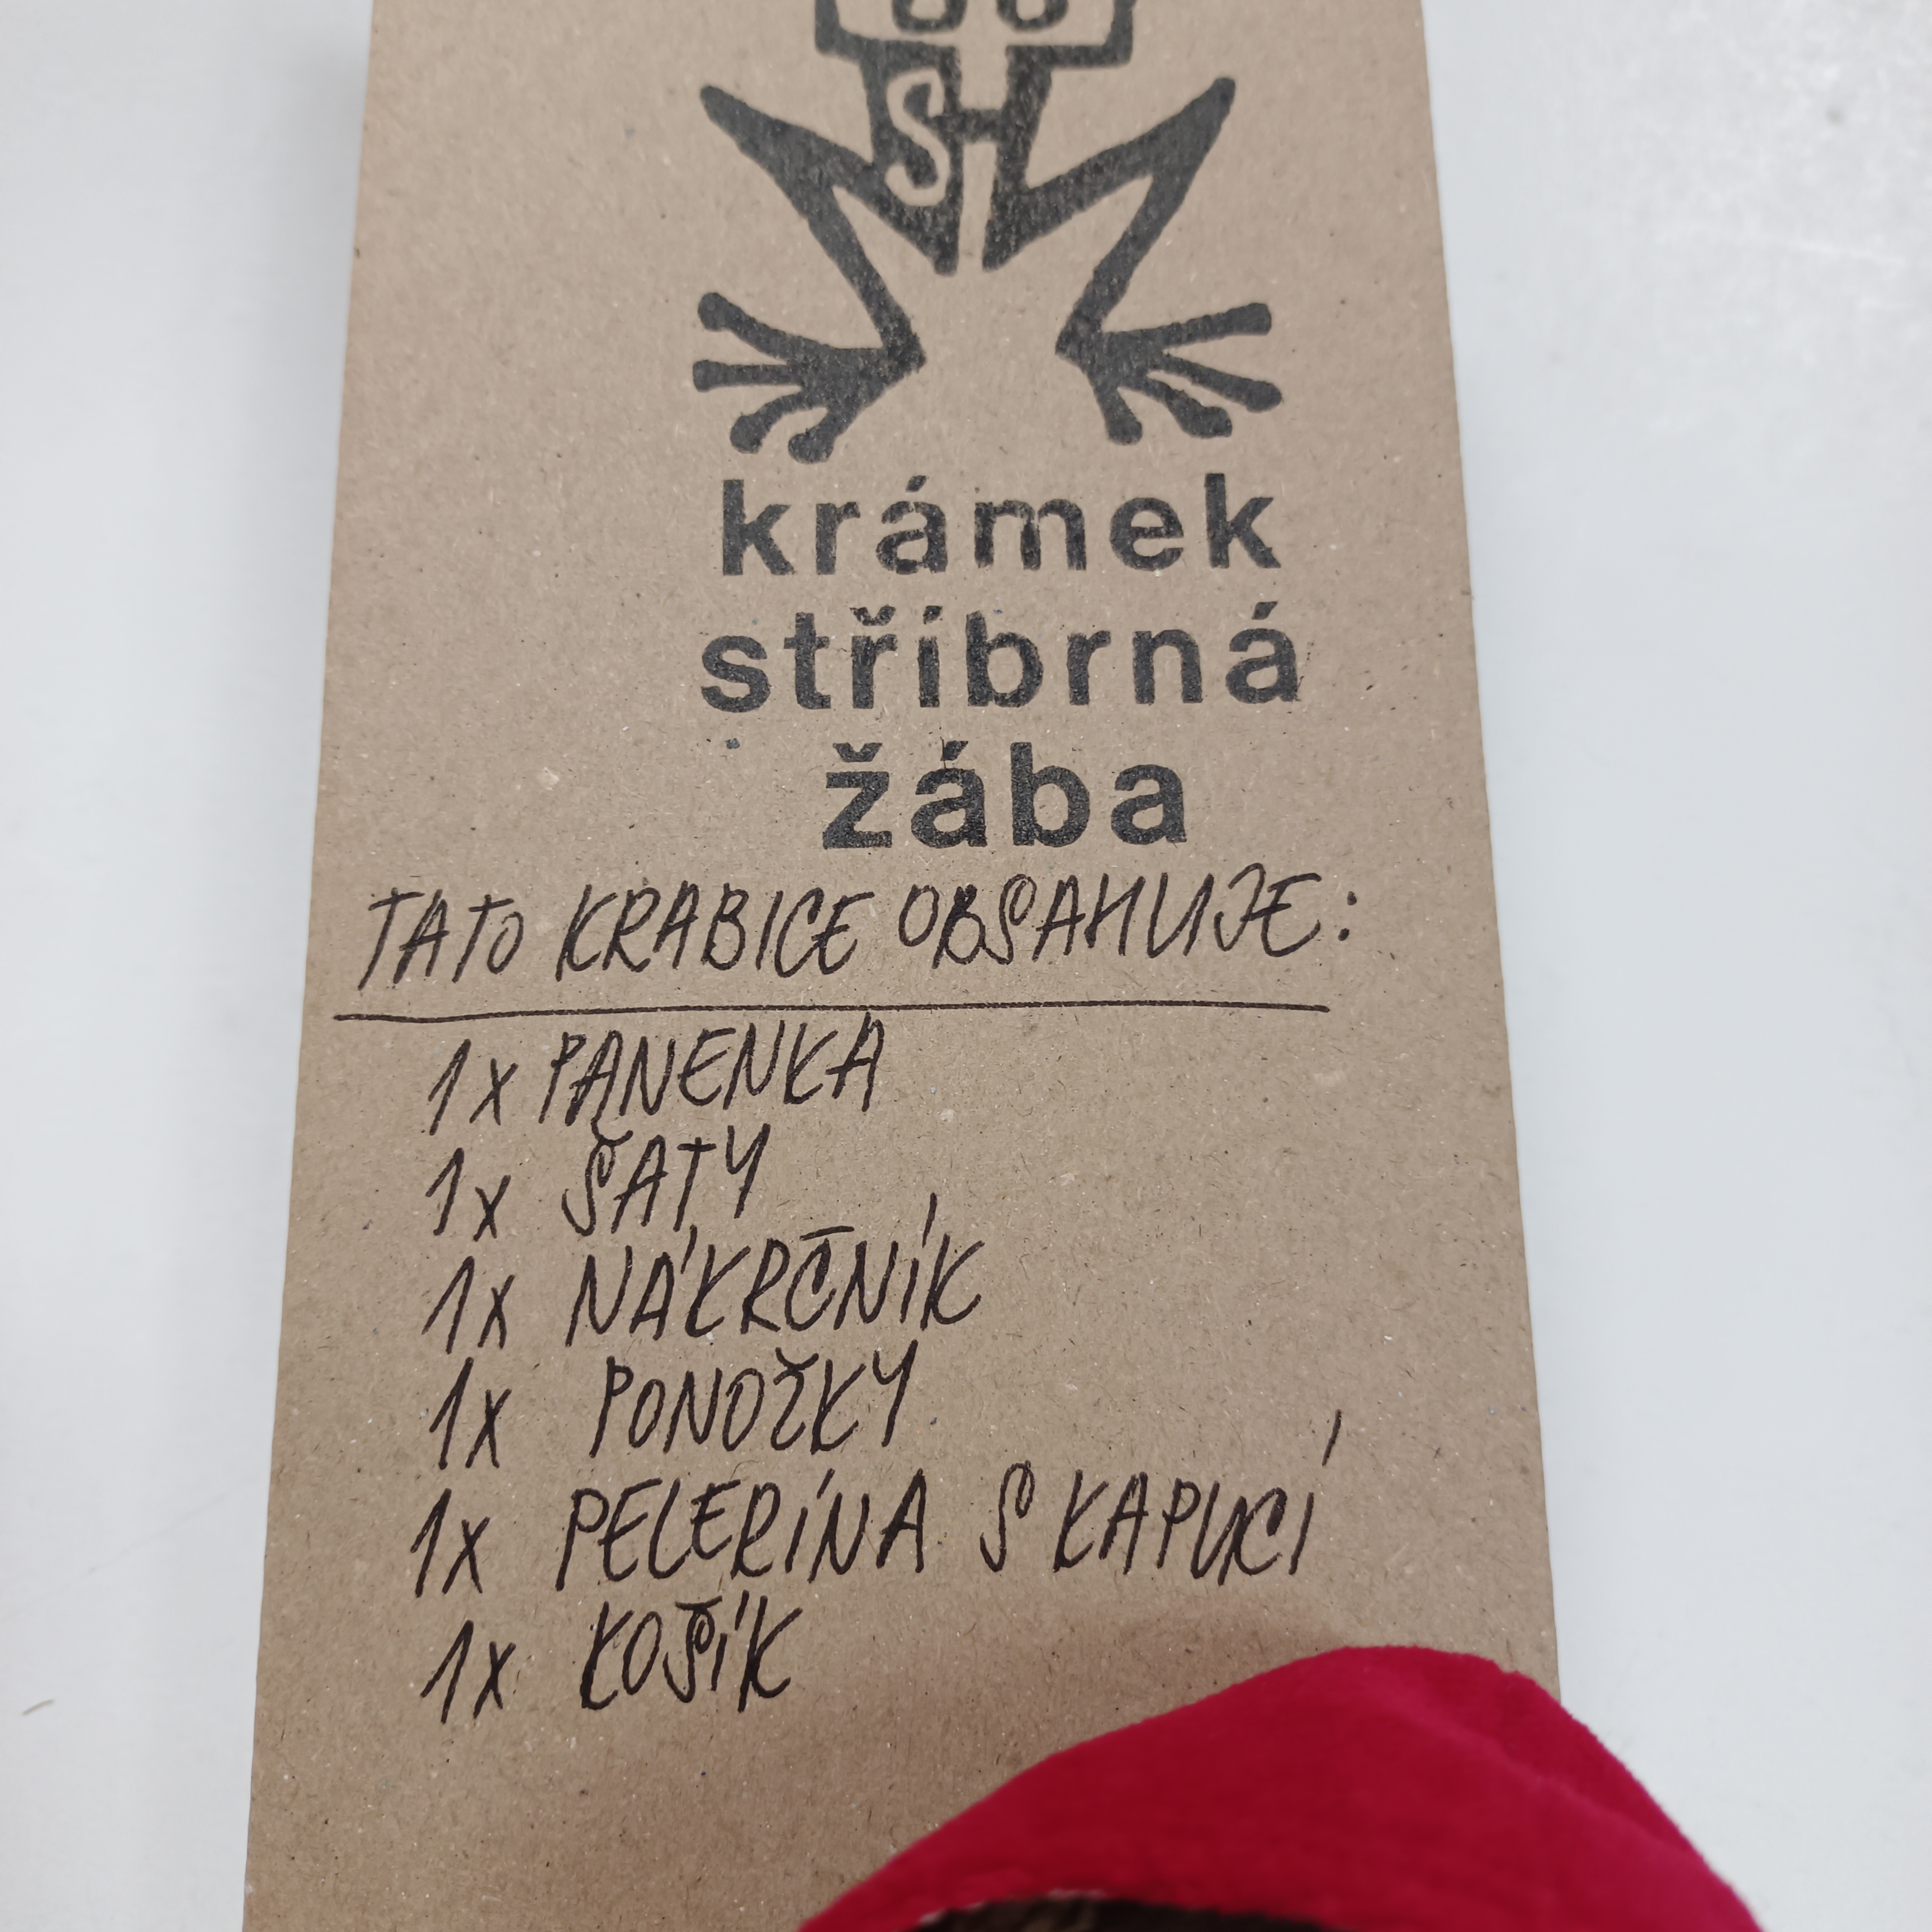 S
krámek
stříbrná
žába
TATO KRABICE OBSAHUJE:
1x PANENKA
1x ŠATY
1x NÁKRČNÍK
1x PONOŽKY
1x PELERÍNA S KAPUCÍ
1x KOŠÍK